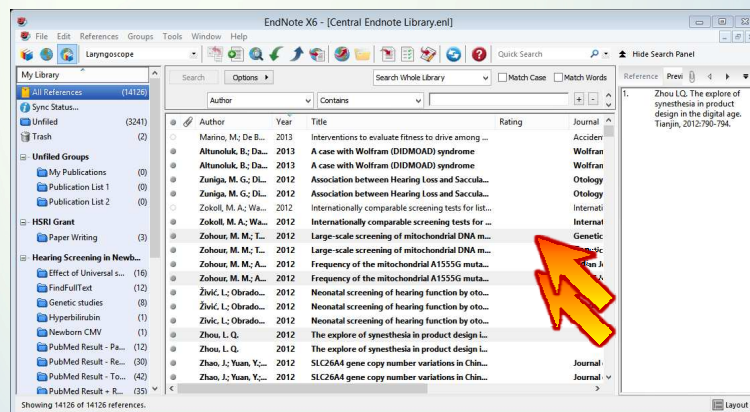 EndNote X6 - [Central Endnote Library.enl]
File Edit References Groups Tools Window Help
Laryngoscope
Quick Search
Hide Search Panel
My Library
All References (14126)
Sync Status...
Unfiled (3241)
Trash (2)
Unfiled Groups
My Publications (0)
Publication List 1 (0)
Publication List 2 (0)
HSRI Grant
Paper Writing (3)
Hearing Screening in Newb...
Effect of Universal s... (16)
FindFullText (12)
Genetic studies (8)
Hyperbilirubin (1)
Newborn CMV (1)
PubMed Result - Pa... (12)
PubMed Result - Re... (30)
PubMed Result - To... (42)
PubMed Result + R... (35)
Search Options Search Whole Library Match Case Match Words
Author Contains + -
Author Year Title Rating Journal
Marino, M.; De B... 2013 Interventions to evaluate fitness to drive among ... Acciden
Altunoluk, B.; Da... 2013 A case with Wolfram (DIDMOAD) syndrome Wolfran
Altunoluk, B.; Da... 2013 A case with Wolfram (DIDMOAD) syndrome Wolfran
Zuniga, M. G.; Di... 2012 Association between Hearing Loss and Saccula... Otology
Zuniga, M. G.; Di... 2012 Association between Hearing Loss and Saccula... Otology
Zokoll, M. A.; Wa... 2012 Internationally comparable screening tests for list... Internati
Zokoll, M. A.; Wa... 2012 Internationally comparable screening tests for ... Internat
Zohour, M. M.; T... 2012 Large-scale screening of mitochondrial DNA m... Genetic
Zohour, M. M.; T... 2012 Large-scale screening of mitochondrial DNA m...
Zohour, M. M.; A... 2012 Frequency of the mitochondrial A1555G muta...
Zohour, M. M.; A... 2012 Frequency of the mitochondrial A1555G muta...
Živić, L.; Obrado... 2012 Neonatal screening of hearing function by oto...
Živić, L.; Obrado... 2012 Neonatal screening of hearing function by oto...
Zivic, L.; Obrado... 2012 Neonatal screening of hearing function by oto...
Zhou, L. Q. 2012 The explore of synesthesia in product design i...
Zhou, L. Q. 2012 The explore of synesthesia in product design i...
Zhao, J.; Yuan, Y.;... 2012 SLC26A4 gene copy number variations in Chin... Journal
Zhao, J.; Yuan, Y.;... 2012 SLC26A4 gene copy number variations in Chin... Journal
Reference Previ
1. Zhou LQ. The explore of
synesthesia in product
design in the digital age.
Tianjin, 2012:790-794.
Showing 14126 of 14126 references.
Layout